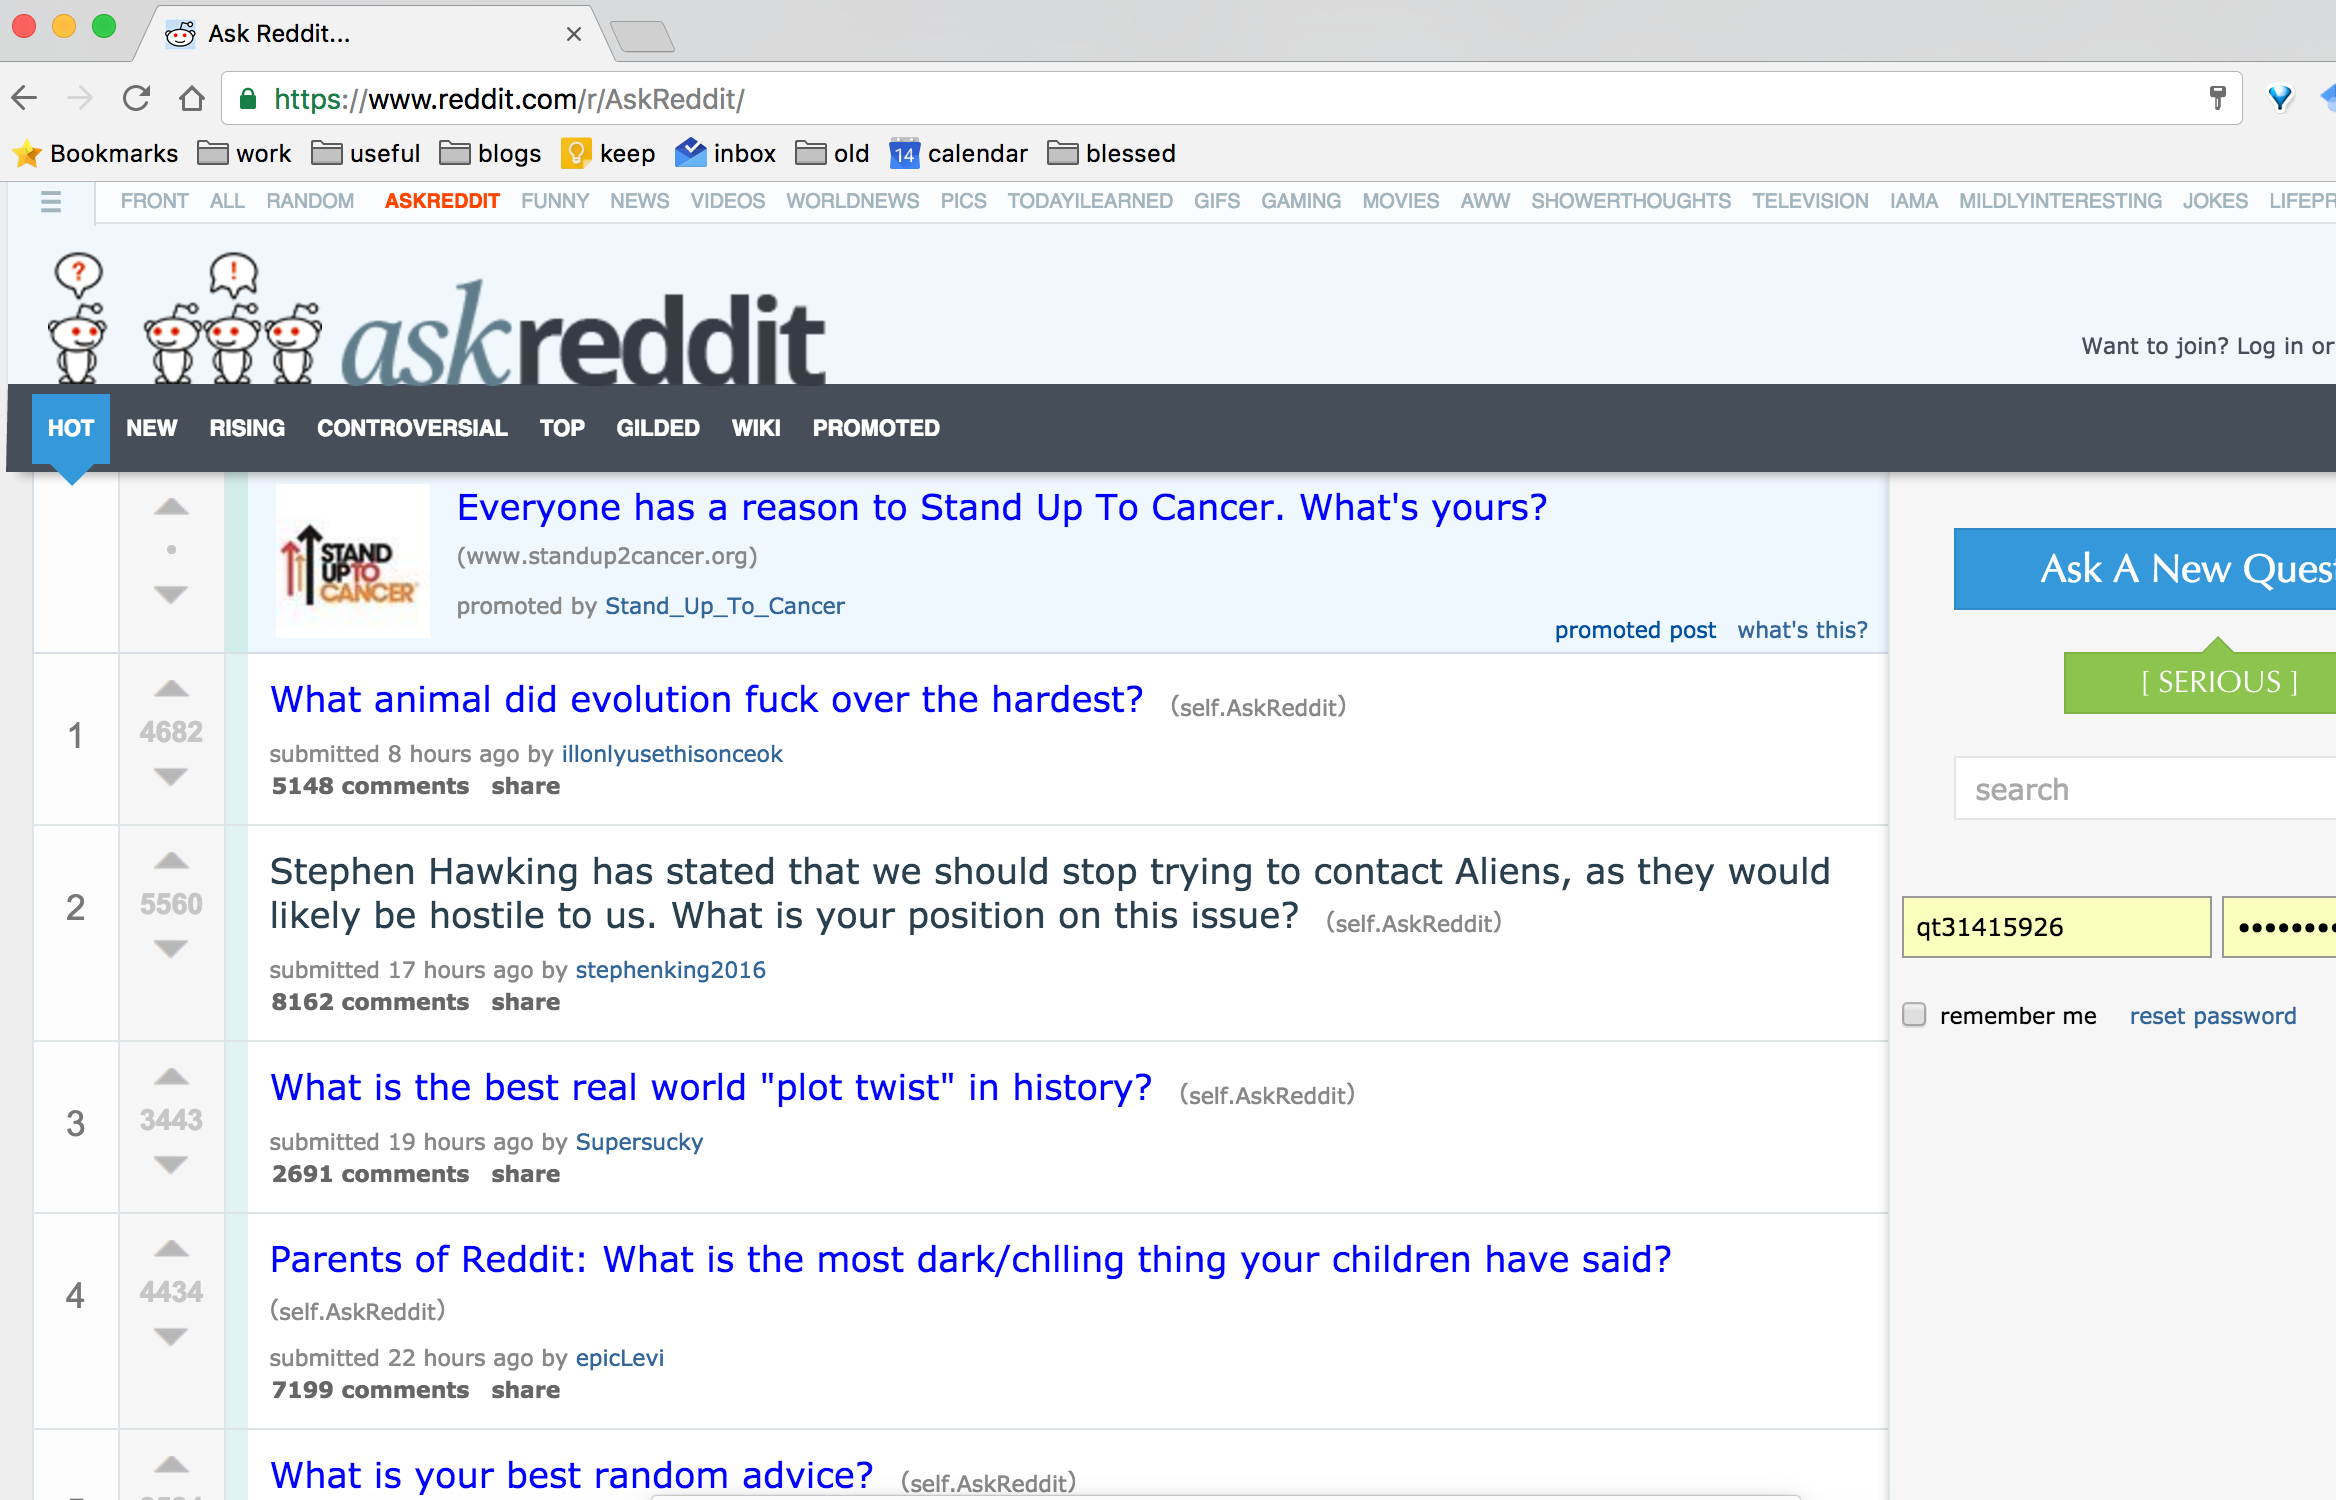 Ask Reddit...
https://www.reddit.com/r/AskReddit/
Bookmarks work useful blogs keep inbox old 14 calendar blessed
FRONT ALL RANDOM ASKREDDIT FUNNY NEWS VIDEOS WORLDNEWS PICS TODAYILEARNED GIFS GAMING MOVIES AWW SHOWERTHOUGHTS TELEVISION IAMA MILDLYINTERESTING JOKES LIFEPR
? !
askreddit
Want to join? Log in or
HOT NEW RISING CONTROVERSIAL TOP GILDED WIKI PROMOTED
Everyone has a reason to Stand Up To Cancer. What's yours?
(www.standup2cancer.org)
promoted by Stand_Up_To_Cancer
promoted post what's this?
STAND
UPTO
CANCER
1
4682
What animal did evolution fuck over the hardest? (self.AskReddit)
submitted 8 hours ago by illonlyusethisonceok
5148 comments share
2
5560
Stephen Hawking has stated that we should stop trying to contact Aliens, as they would
likely be hostile to us. What is your position on this issue? (self.AskReddit)
submitted 17 hours ago by stephenking2016
8162 comments share
3
3443
What is the best real world "plot twist" in history? (self.AskReddit)
submitted 19 hours ago by Supersucky
2691 comments share
4
4434
Parents of Reddit: What is the most dark/chlling thing your children have said?
(self.AskReddit)
submitted 22 hours ago by epicLevi
7199 comments share
What is your best random advice? (self.AskReddit)
Ask A New Quest
[ SERIOUS ]
search
qt31415926
remember me reset password